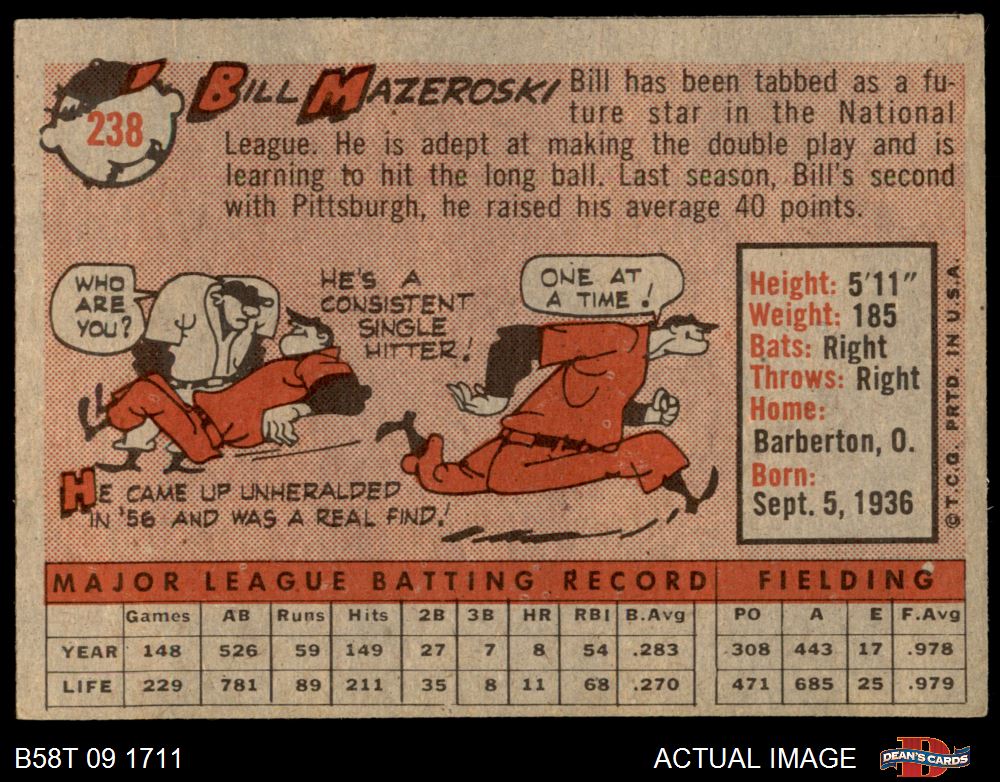 238
BILL MAZEROSKI
Bill has been tabbed as a fu-
ture star in the National
League. He is adept at making the double play and is
learning to hit the long ball. Last season, Bill's second
with Pittsburgh, he raised his average 40 points.
WHO
ARE
YOU?
HE'S A
CONSISTENT
SINGLE
HITTER!
ONE AT
A TIME!
HE CAME UP UNHERALDED
IN '56 AND WAS A REAL FIND!
Height: 5'11"
Weight: 185
Bats: Right
Throws: Right
Home:
Barberton, O.
Born:
Sept. 5, 1936
© T.C.G. PRTD. IN U.S.A.
MAJOR LEAGUE BATTING RECORD FIELDING
Games AB Runs Hits 2B 3B HR RBI B.Avg PO A E F.Avg
YEAR 148 526 59 149 27 7 8 54 .283 308 443 17 .978
LIFE 229 781 89 211 35 8 11 68 .270 471 685 25 .979
B58T 09 1711 ACTUAL IMAGE DEAN'S CARDS